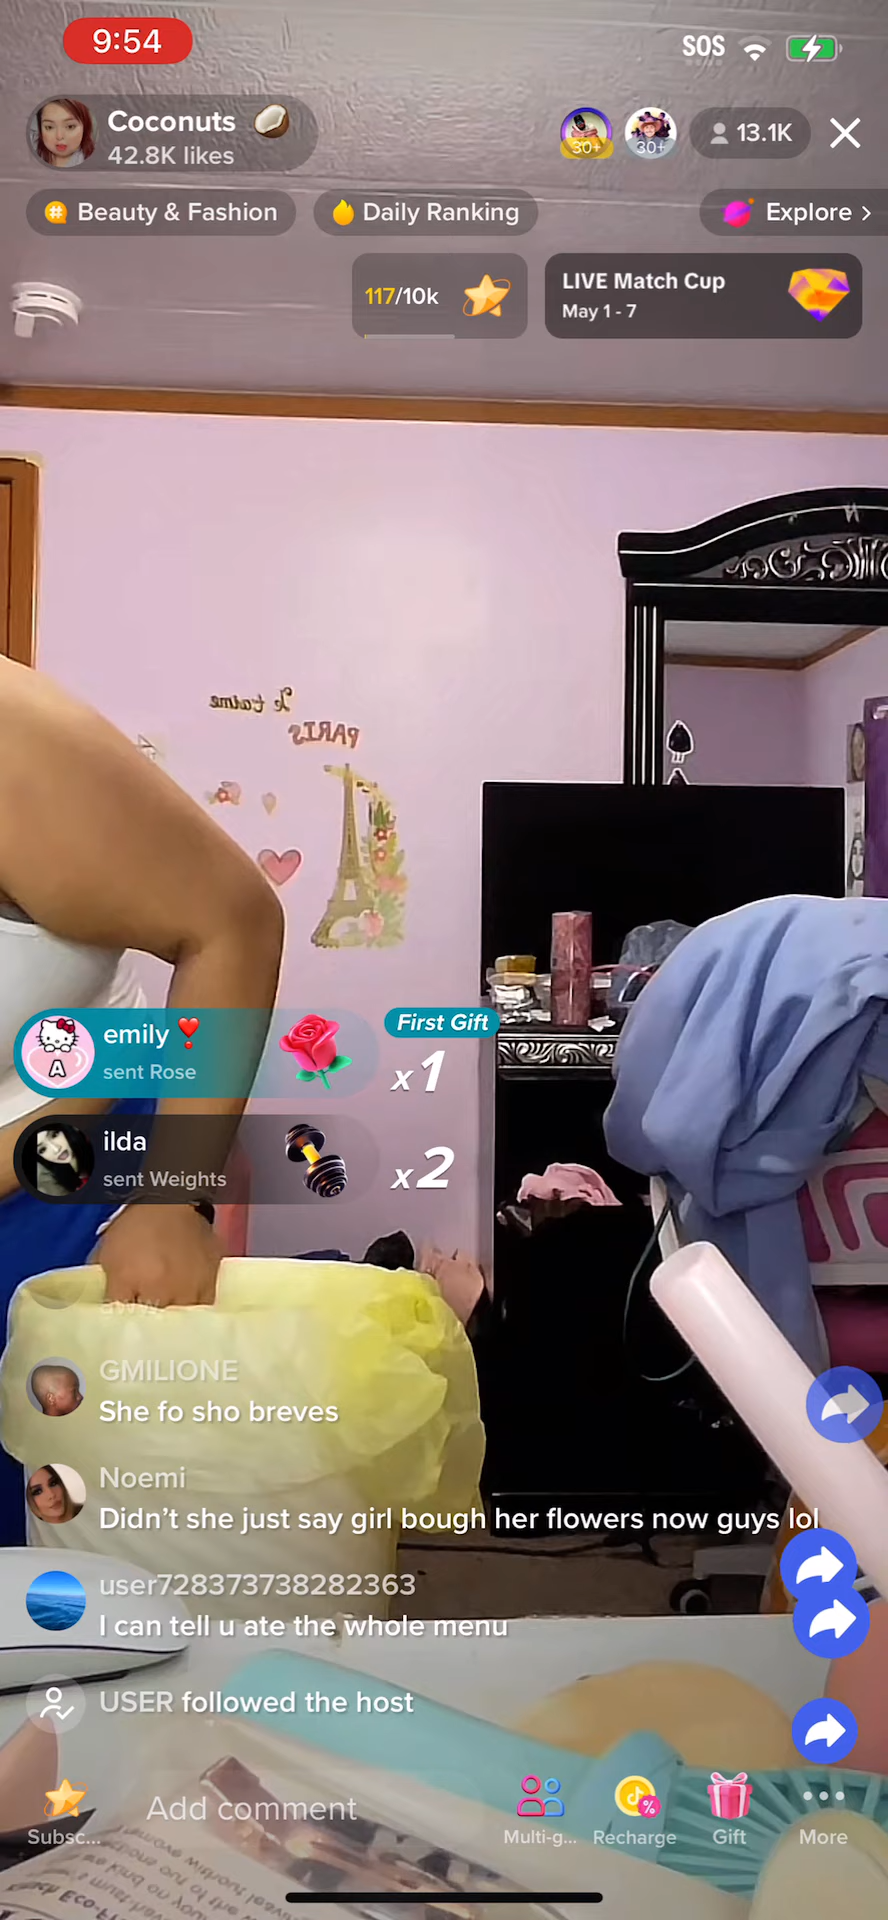 9:54
SOS
Coconuts
42.8K likes
30+
30+
13.1K
Beauty & Fashion
Daily Ranking
Explore >
117/10k
LIVE Match Cup
May 1 - 7
Je t'aime
PARIS
emily
sent Rose
First Gift
x1
A
ilda
sent Weights
x2
aww
GMILIONE
She fo sho breves
Noemi
Didn't she just say girl bough her flowers now guys lol
user728373738282363
I can tell u ate the whole menu
USER followed the host
Add comment
Subsc...
Multi-g...
Recharge
Gift
More